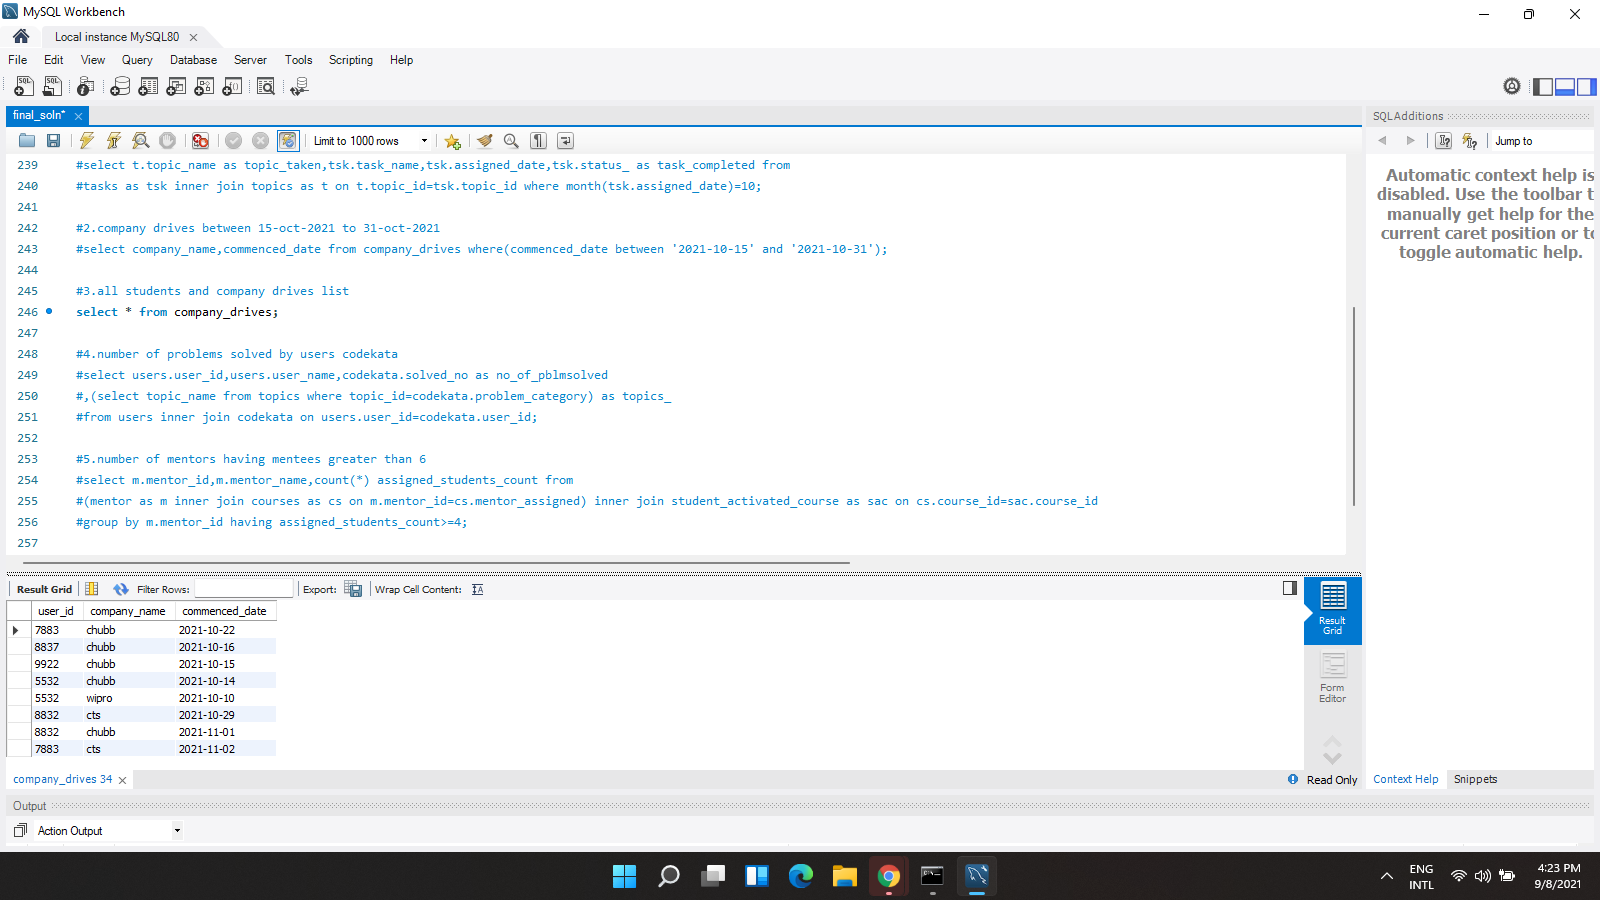 MySQL Workbench
Local instance MySQL80
File Edit View Query Database Server Tools Scripting Help
final_soln*
SQLAdditions
Limit to 1000 rows
Jump to
239 #select t.topic_name as topic_taken,tsk.task_name,tsk.assigned_date,tsk.status_ as task_completed from
240 #tasks as tsk inner join topics as t on t.topic_id=tsk.topic_id where month(tsk.assigned_date)=10;
241
242 #2.company drives between 15-oct-2021 to 31-oct-2021
243 #select company_name,commenced_date from company_drives where(commenced_date between '2021-10-15' and '2021-10-31');
244
245 #3.all students and company drives list
246 select * from company_drives;
247
248 #4.number of problems solved by users codekata
249 #select users.user_id,users.user_name,codekata.solved_no as no_of_pblmsolved
250 #,(select topic_name from topics where topic_id=codekata.problem_category) as topics_
251 #from users inner join codekata on users.user_id=codekata.user_id;
252
253 #5.number of mentors having mentees greater than 6
254 #select m.mentor_id,m.mentor_name,count(*) assigned_students_count from
255 #(mentor as m inner join courses as cs on m.mentor_id=cs.mentor_assigned) inner join student_activated_course as sac on cs.course_id=sac.course_id
256 #group by m.mentor_id having assigned_students_count>=4;
257
Automatic context help is
disabled. Use the toolbar t
manually get help for the
current caret position or to
toggle automatic help.
Result Grid Filter Rows: Export: Wrap Cell Content:
user_id company_name commenced_date
7883 chubb 2021-10-22
8837 chubb 2021-10-16
9922 chubb 2021-10-15
5532 chubb 2021-10-14
5532 wipro 2021-10-10
8832 cts 2021-10-29
8832 chubb 2021-11-01
7883 cts 2021-11-02
Result
Grid
Form
Editor
company_drives 34
Read Only
Context Help Snippets
Output
Action Output
ENG
INTL
4:23 PM
9/8/2021